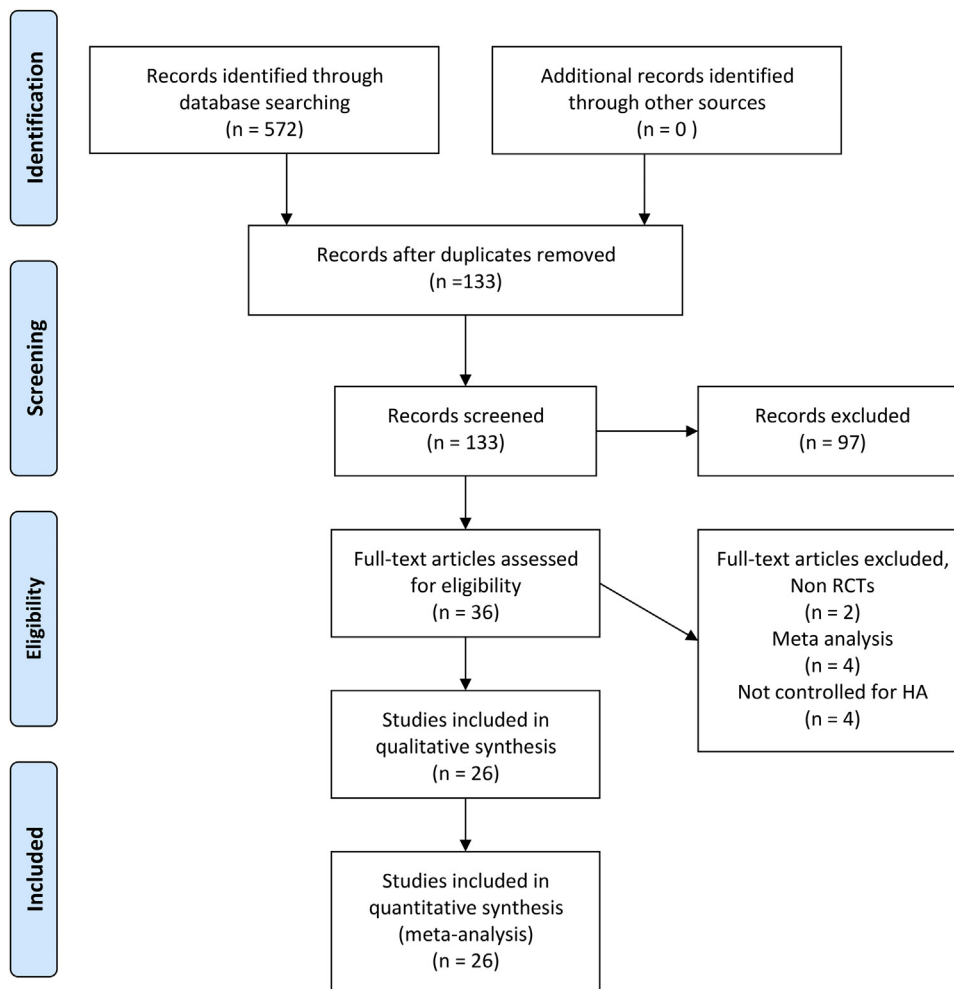 Identification
Records identified through
database searching
(n = 572)
Additional records identified
through other sources
(n = 0 )
Records after duplicates removed
(n =133)
Screening
Records screened
(n = 133)
Records excluded
(n = 97)
Eligibility
Full-text articles assessed
for eligibility
(n = 36)
Full-text articles excluded,
Non RCTs
(n = 2)
Meta analysis
(n = 4)
Not controlled for HA
(n = 4)
Studies included in
qualitative synthesis
(n = 26)
Included
Studies included in
quantitative synthesis
(meta-analysis)
(n = 26)